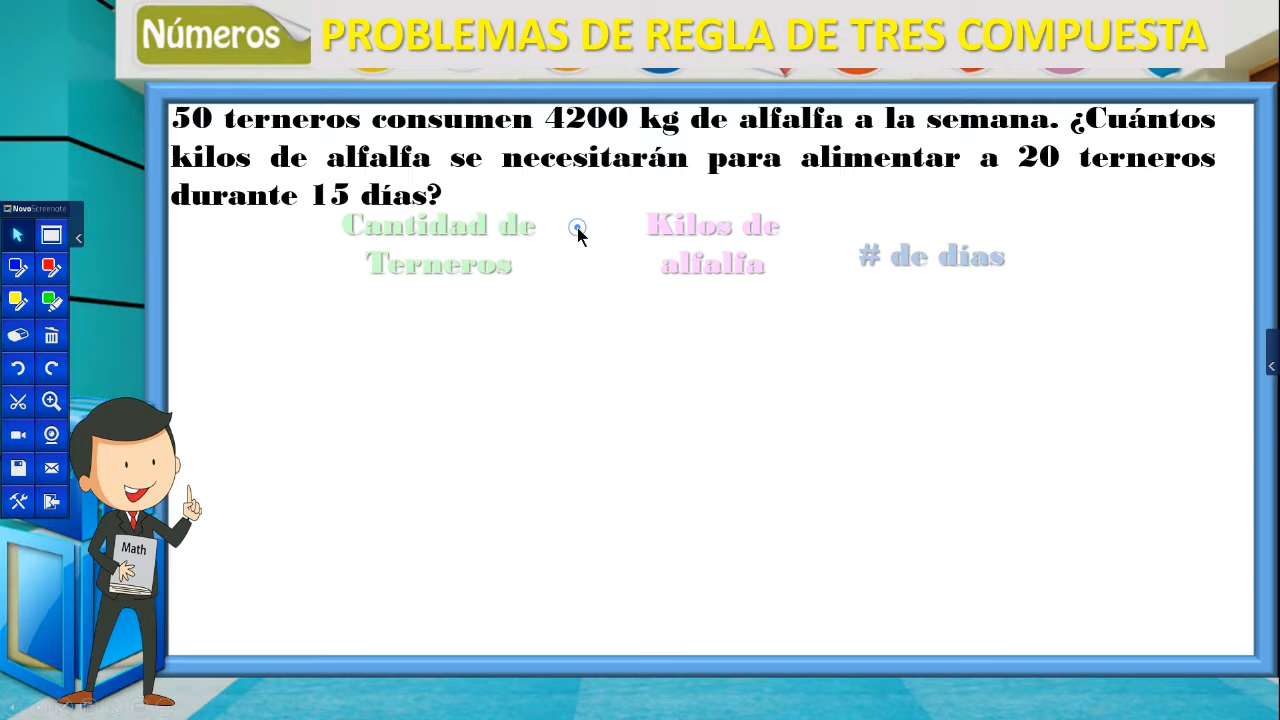 Números
PROBLEMAS DE REGLA DE TRES COMPUESTA
50 terneros consumen 4200 kg de alfalfa a la semana. ¿Cuántos
kilos de alfalfa se necesitarán para alimentar a 20 terneros
durante 15 días?
Cantidad de
Terneros
Kilos de
alfalfa
# de días
NovoScreenote
Math